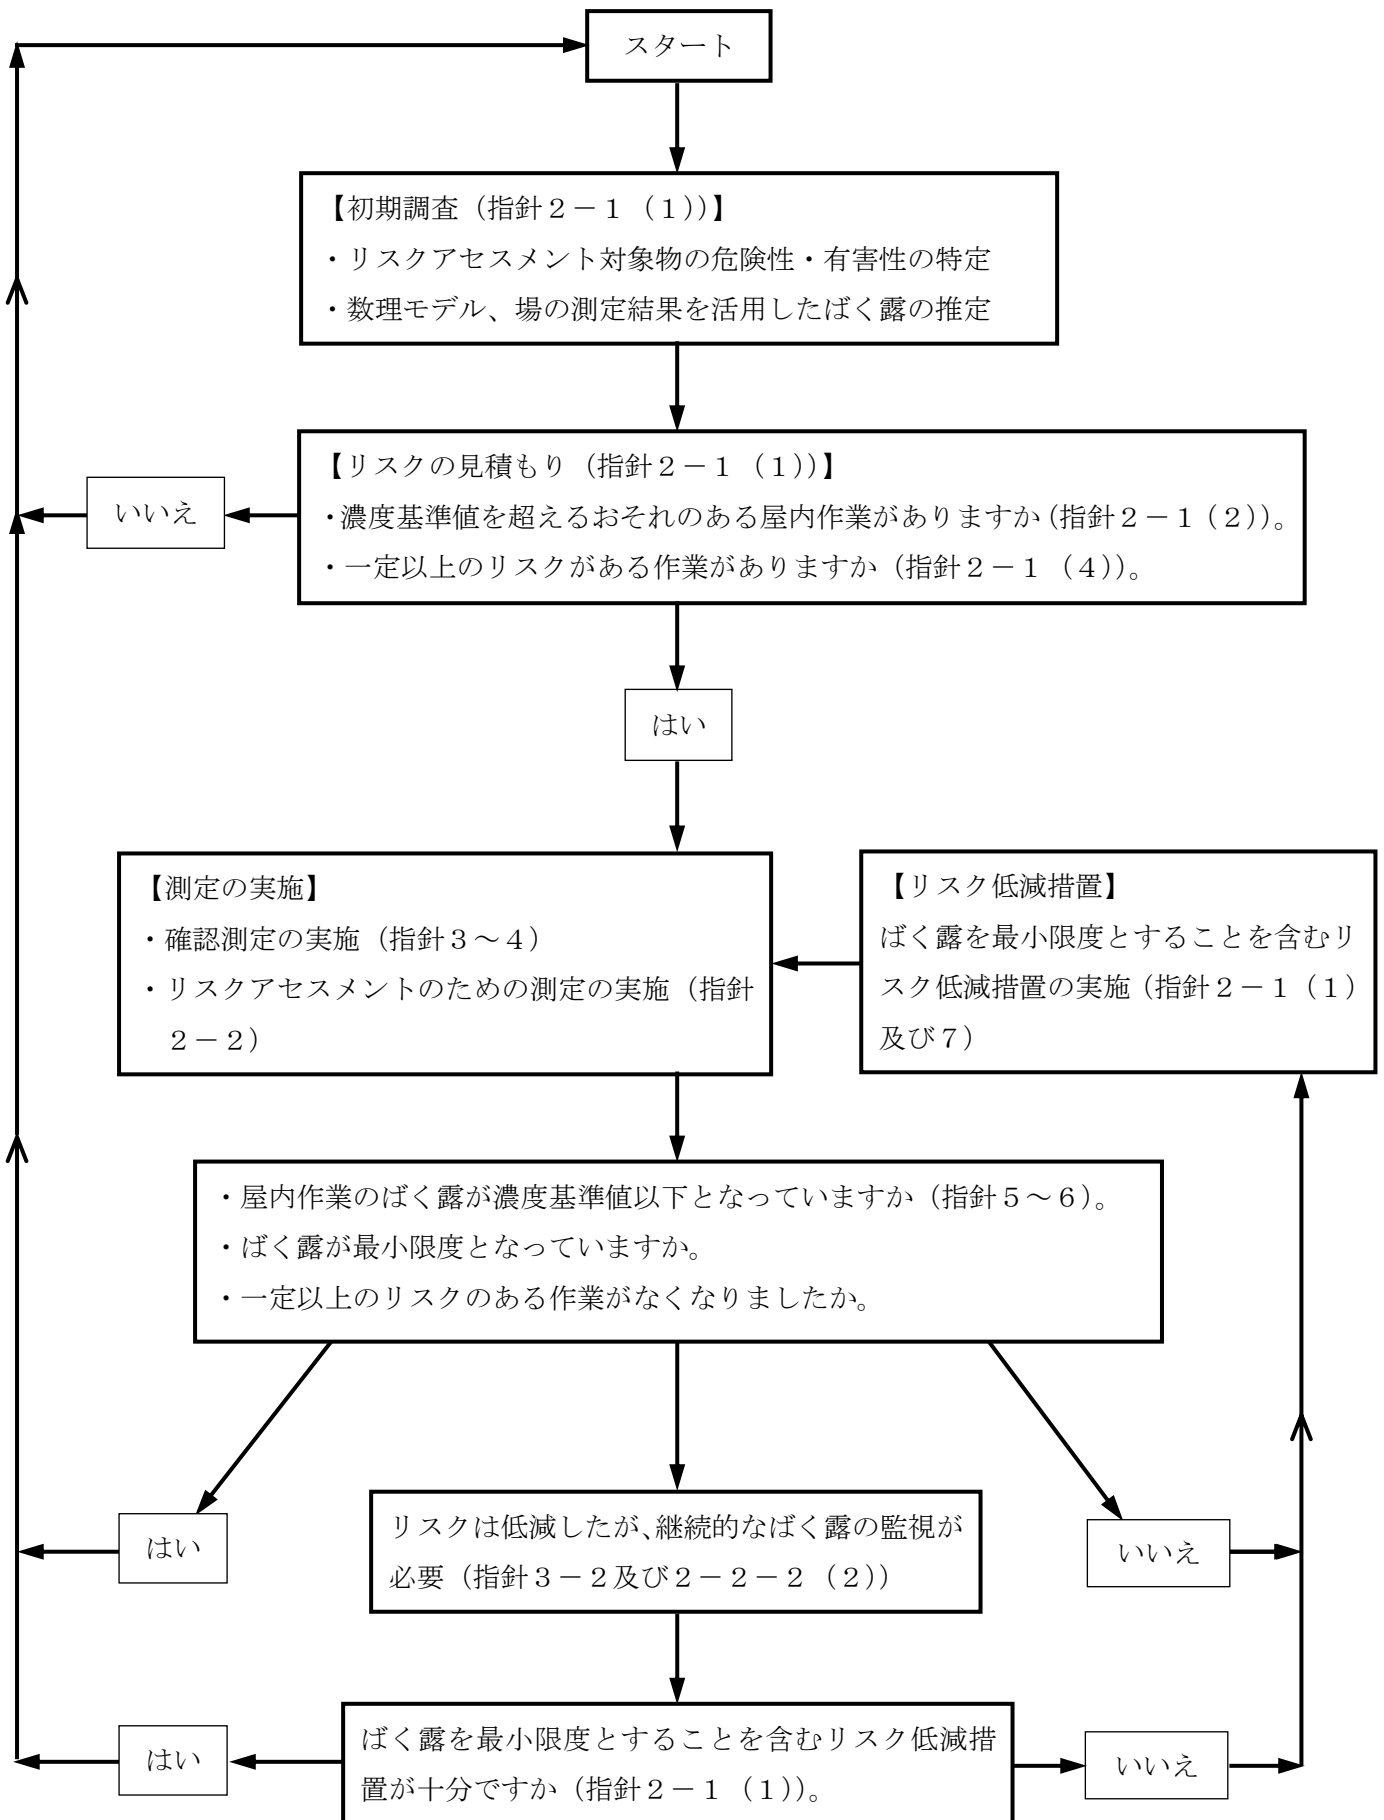 スタート
【初期調査（指針２－１（１））】
・リスクアセスメント対象物の危険性・有害性の特定
・数理モデル、場の測定結果を活用したばく露の推定
【リスクの見積もり（指針２－１（１））】
・濃度基準値を超えるおそれのある屋内作業がありますか（指針２－１（２））。
・一定以上のリスクがある作業がありますか（指針２－１（４））。
いいえ
はい
【測定の実施】
・確認測定の実施（指針３～４）
・リスクアセスメントのための測定の実施（指針
２－２）
【リスク低減措置】
ばく露を最小限度とすることを含むリ
スク低減措置の実施（指針２－１（１）
及び７）
・屋内作業のばく露が濃度基準値以下となっていますか（指針５～６）。
・ばく露が最小限度となっていますか。
・一定以上のリスクのある作業がなくなりましたか。
はい
リスクは低減したが、継続的なばく露の監視が
必要（指針３－２及び２－２－２（２））
いいえ
はい
ばく露を最小限度とすることを含むリスク低減措
置が十分ですか（指針２－１（１））。
いいえ